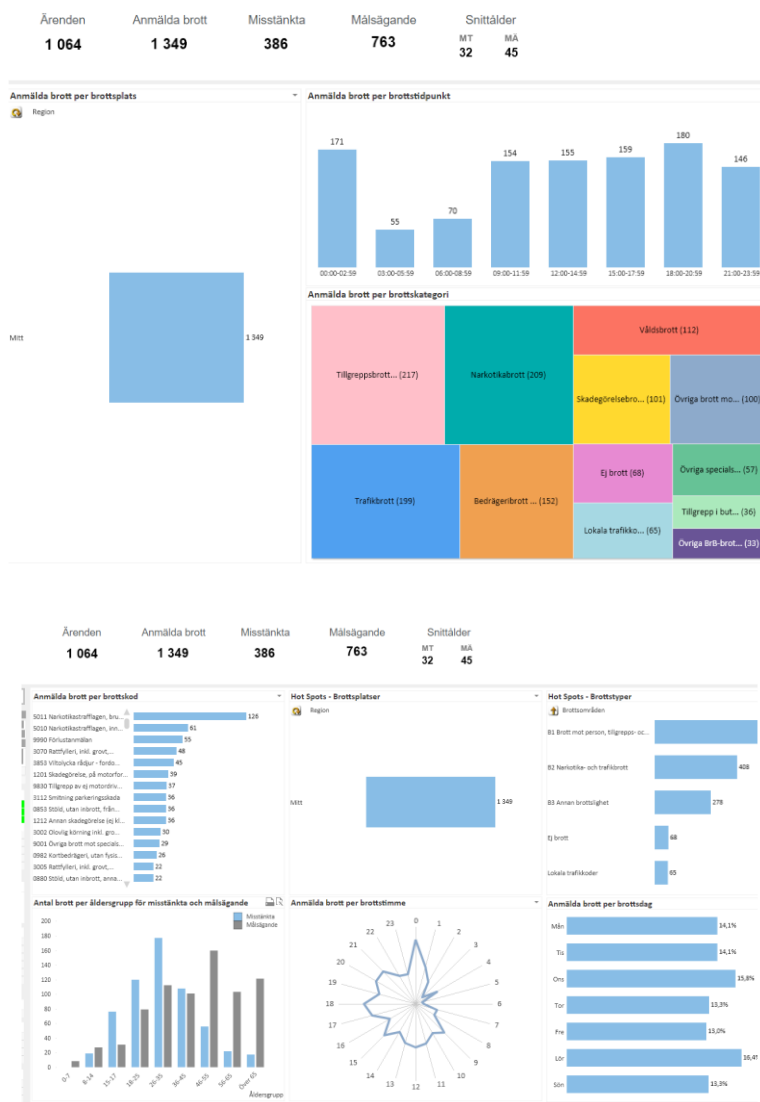 Ärenden Anmälda brott Misstänkta Målsägande Snittålder
1 064 1 349 386 763 MT MÄ
32 45
Anmälda brott per brottsplats
Region
Mitt
1 349
Anmälda brott per brottstidpunkt
171 55 70 154 155 159 180 146
00:00-02:59 03:00-05:59 06:00-08:59 09:00-11:59 12:00-14:59 15:00-17:59 18:00-20:59 21:00-23:59
Anmälda brott per brottskategori
Tillgreppsbrott... (217)
Narkotikabrott (209)
Våldsbrott (112)
Skadegörelsebro... (101)
Övriga brott mo... (100)
Trafikbrott (199)
Bedrägeribrott ... (152)
Ej brott (68)
Övriga specials... (57)
Lokala trafikko... (65)
Tillgrepp i but... (36)
Övriga BrB-brot... (33)
Ärenden Anmälda brott Misstänkta Målsägande Snittålder
1 064 1 349 386 763 MT MÄ
32 45
Anmälda brott per brottskod
5011 Narkotikastrafflagen, bru... 126
5010 Narkotikastrafflagen, inn... 61
9990 Förlustanmälan 55
3070 Rattfylleri, inkl. grovt,... 48
3853 Viltolycka rådjur - fordo... 45
1201 Skadegörelse, på motorfor... 39
9830 Tillgrepp av ej motordriv... 37
3112 Smitning parkeringsskada 36
0853 Stöld, utan inbrott, från... 36
1212 Annan skadegörelse (ej kl... 36
3002 Olovlig körning inkl. gro... 30
9001 Övriga brott mot specials... 29
0982 Kortbedrägeri, utan fysis... 26
3005 Rattfylleri, inkl. grovt,... 22
0880 Stöld, utan inbrott, anna... 22
Hot Spots - Brottsplatser
Region
Mitt
1 349
Hot Spots - Brottstyper
Brottsområden
B1 Brott mot person, tillgrepps- oc...
B2 Narkotika- och trafikbrott 408
B3 Annan brottslighet 278
Ej brott 68
Lokala trafikkoder 65
Antal brott per åldersgrupp för misstänkta och målsägande
Misstänkta
Målsägande
200
180
160
140
120
100
80
60
40
20
0
0-7 8-14 15-17 18-25 26-35 36-45 46-55 56-65 Över 65
Åldersgrupp
Anmälda brott per brottstimme
0 1 2 3 4 5 6 7 8 9 10 11 12 13 14 15 16 17 18 19 20 21 22 23
Anmälda brott per brottsdag
Mån 14,1%
Tis 14,1%
Ons 15,8%
Tor 13,3%
Fre 13,0%
Lör 16,4%
Sön 13,3%